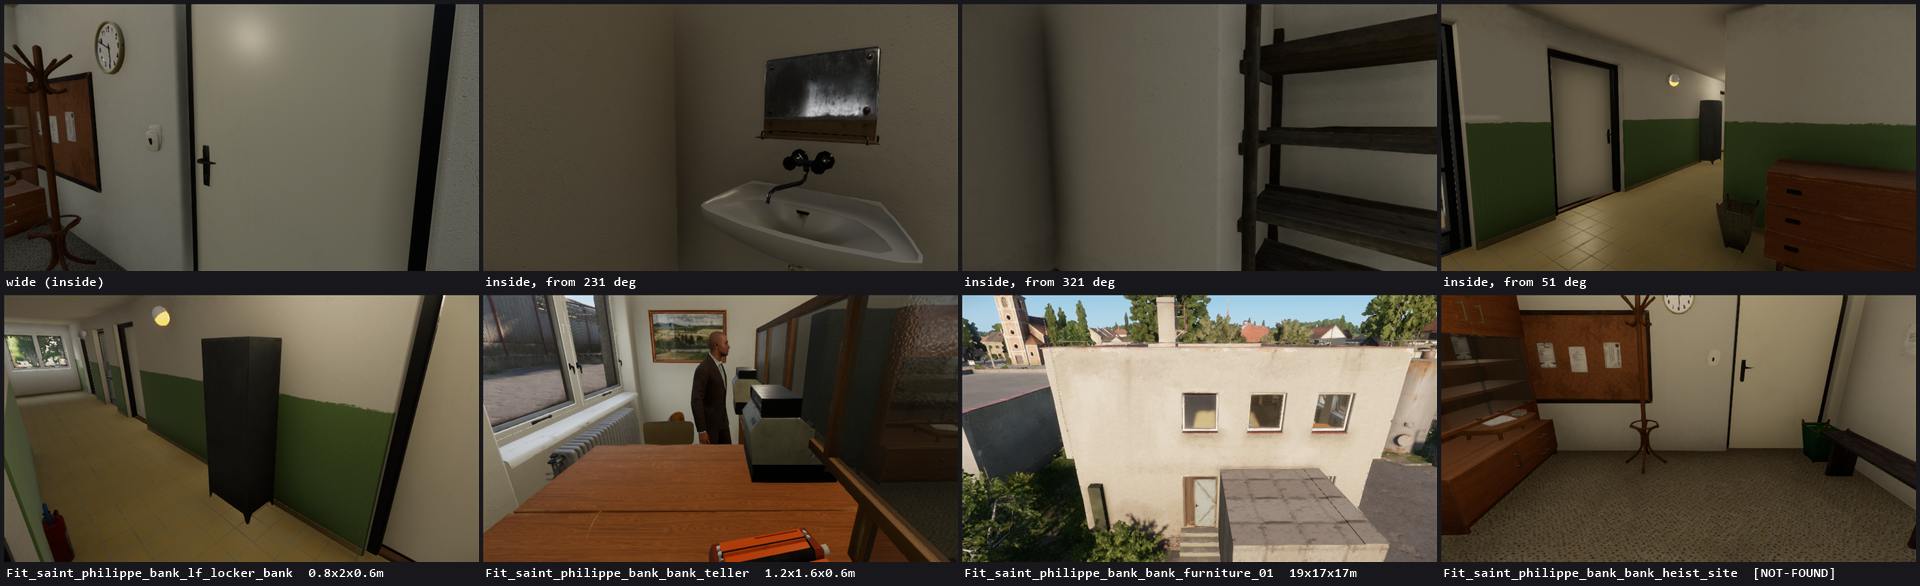 wide (inside)
inside, from 231 deg
inside, from 321 deg
inside, from 51 deg
Fit_saint_philippe_bank_lf_locker_bank 0.8x2x0.6m
Fit_saint_philippe_bank_bank_teller 1.2x1.6x0.6m
Fit_saint_philippe_bank_bank_furniture_01 19x17x17m
Fit_saint_philippe_bank_bank_heist_site [NOT-FOUND]